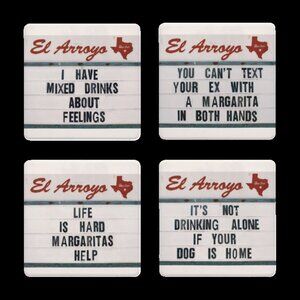 El Arroyo
I HAVE
MIXED DRINKS
ABOUT
FEELINGS
El Arroyo
YOU CAN'T TEXT
YOUR EX WITH
A MARGARITA
IN BOTH HANDS
El Arroyo
LIFE
IS HARD
MARGARITAS
HELP
El Arroyo
IT'S NOT
DRINKING ALONE
IF YOUR
DOG IS HOME